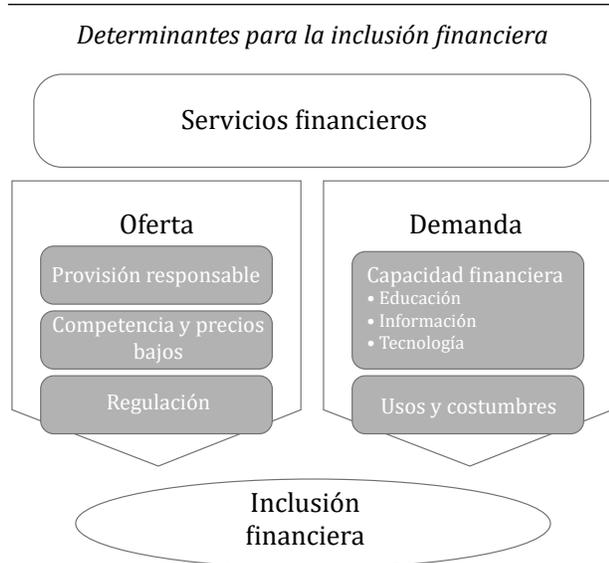 Determinantes para la inclusión financiera
Servicios financieros
Oferta
Provisión responsable
Competencia y precios
bajos
Regulación
Demanda
Capacidad financiera
• Educación
• Información
• Tecnología
Usos y costumbres
Inclusión
financiera